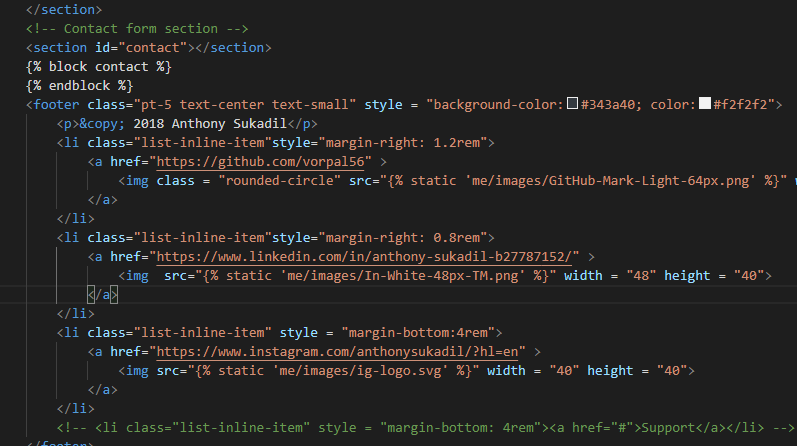 </section>
<!-- Contact form section -->
<section id="contact"></section>
{% block contact %}
{% endblock %}
<footer class="pt-5 text-center text-small" style = "background-color: #343a40; color: #f2f2f2">
<p>&copy; 2018 Anthony Sukadil</p>
<li class="list-inline-item"style="margin-right: 1.2rem">
<a href="https://github.com/vorpal56" >
<img class = "rounded-circle" src="{% static 'me/images/GitHub-Mark-Light-64px.png' %}"
</a>
</li>
<li class="list-inline-item"style="margin-right: 0.8rem">
<a href="https://www.linkedin.com/in/anthony-sukadil-b27787152/" >
<img  src="{% static 'me/images/In-White-48px-TM.png' %}" width = "48" height = "40">
</a>
</li>
<li class="list-inline-item" style = "margin-bottom:4rem">
<a href="https://www.instagram.com/anthonysukadil/?hl=en" >
<img src="{% static 'me/images/ig-logo.svg' %}" width = "40" height = "40">
</a>
</li>
<!-- <li class="list-inline-item" style = "margin-bottom: 4rem"><a href="#">Support</a></li> -->
</footer>